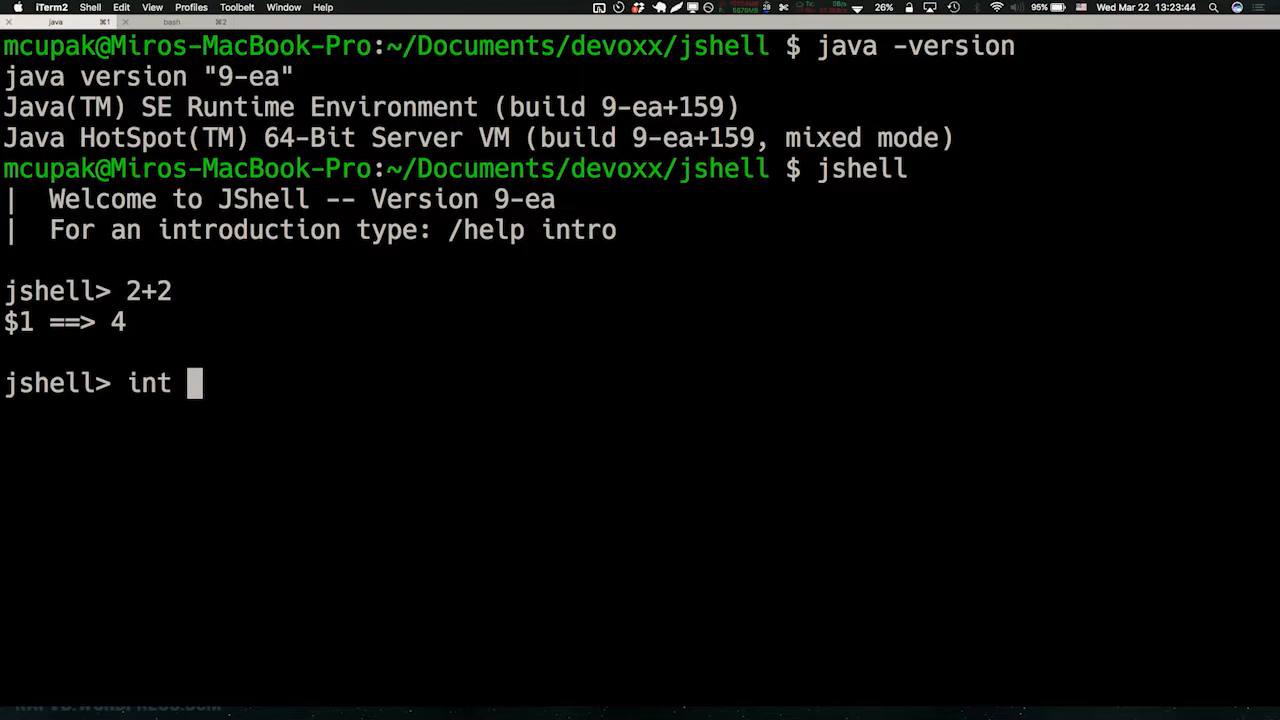 iTerm2 Shell Edit View Profiles Toolbelt Window Help 26% 95% Wed Mar 22 13:23:44
java ⌘1 bash ⌘2
mcupak@Miros-MacBook-Pro:~/Documents/devoxx/jshell $ java -version
java version "9-ea"
Java(TM) SE Runtime Environment (build 9-ea+159)
Java HotSpot(TM) 64-Bit Server VM (build 9-ea+159, mixed mode)
mcupak@Miros-MacBook-Pro:~/Documents/devoxx/jshell $ jshell
| Welcome to JShell -- Version 9-ea
| For an introduction type: /help intro
jshell> 2+2
$1 ==> 4
jshell> int